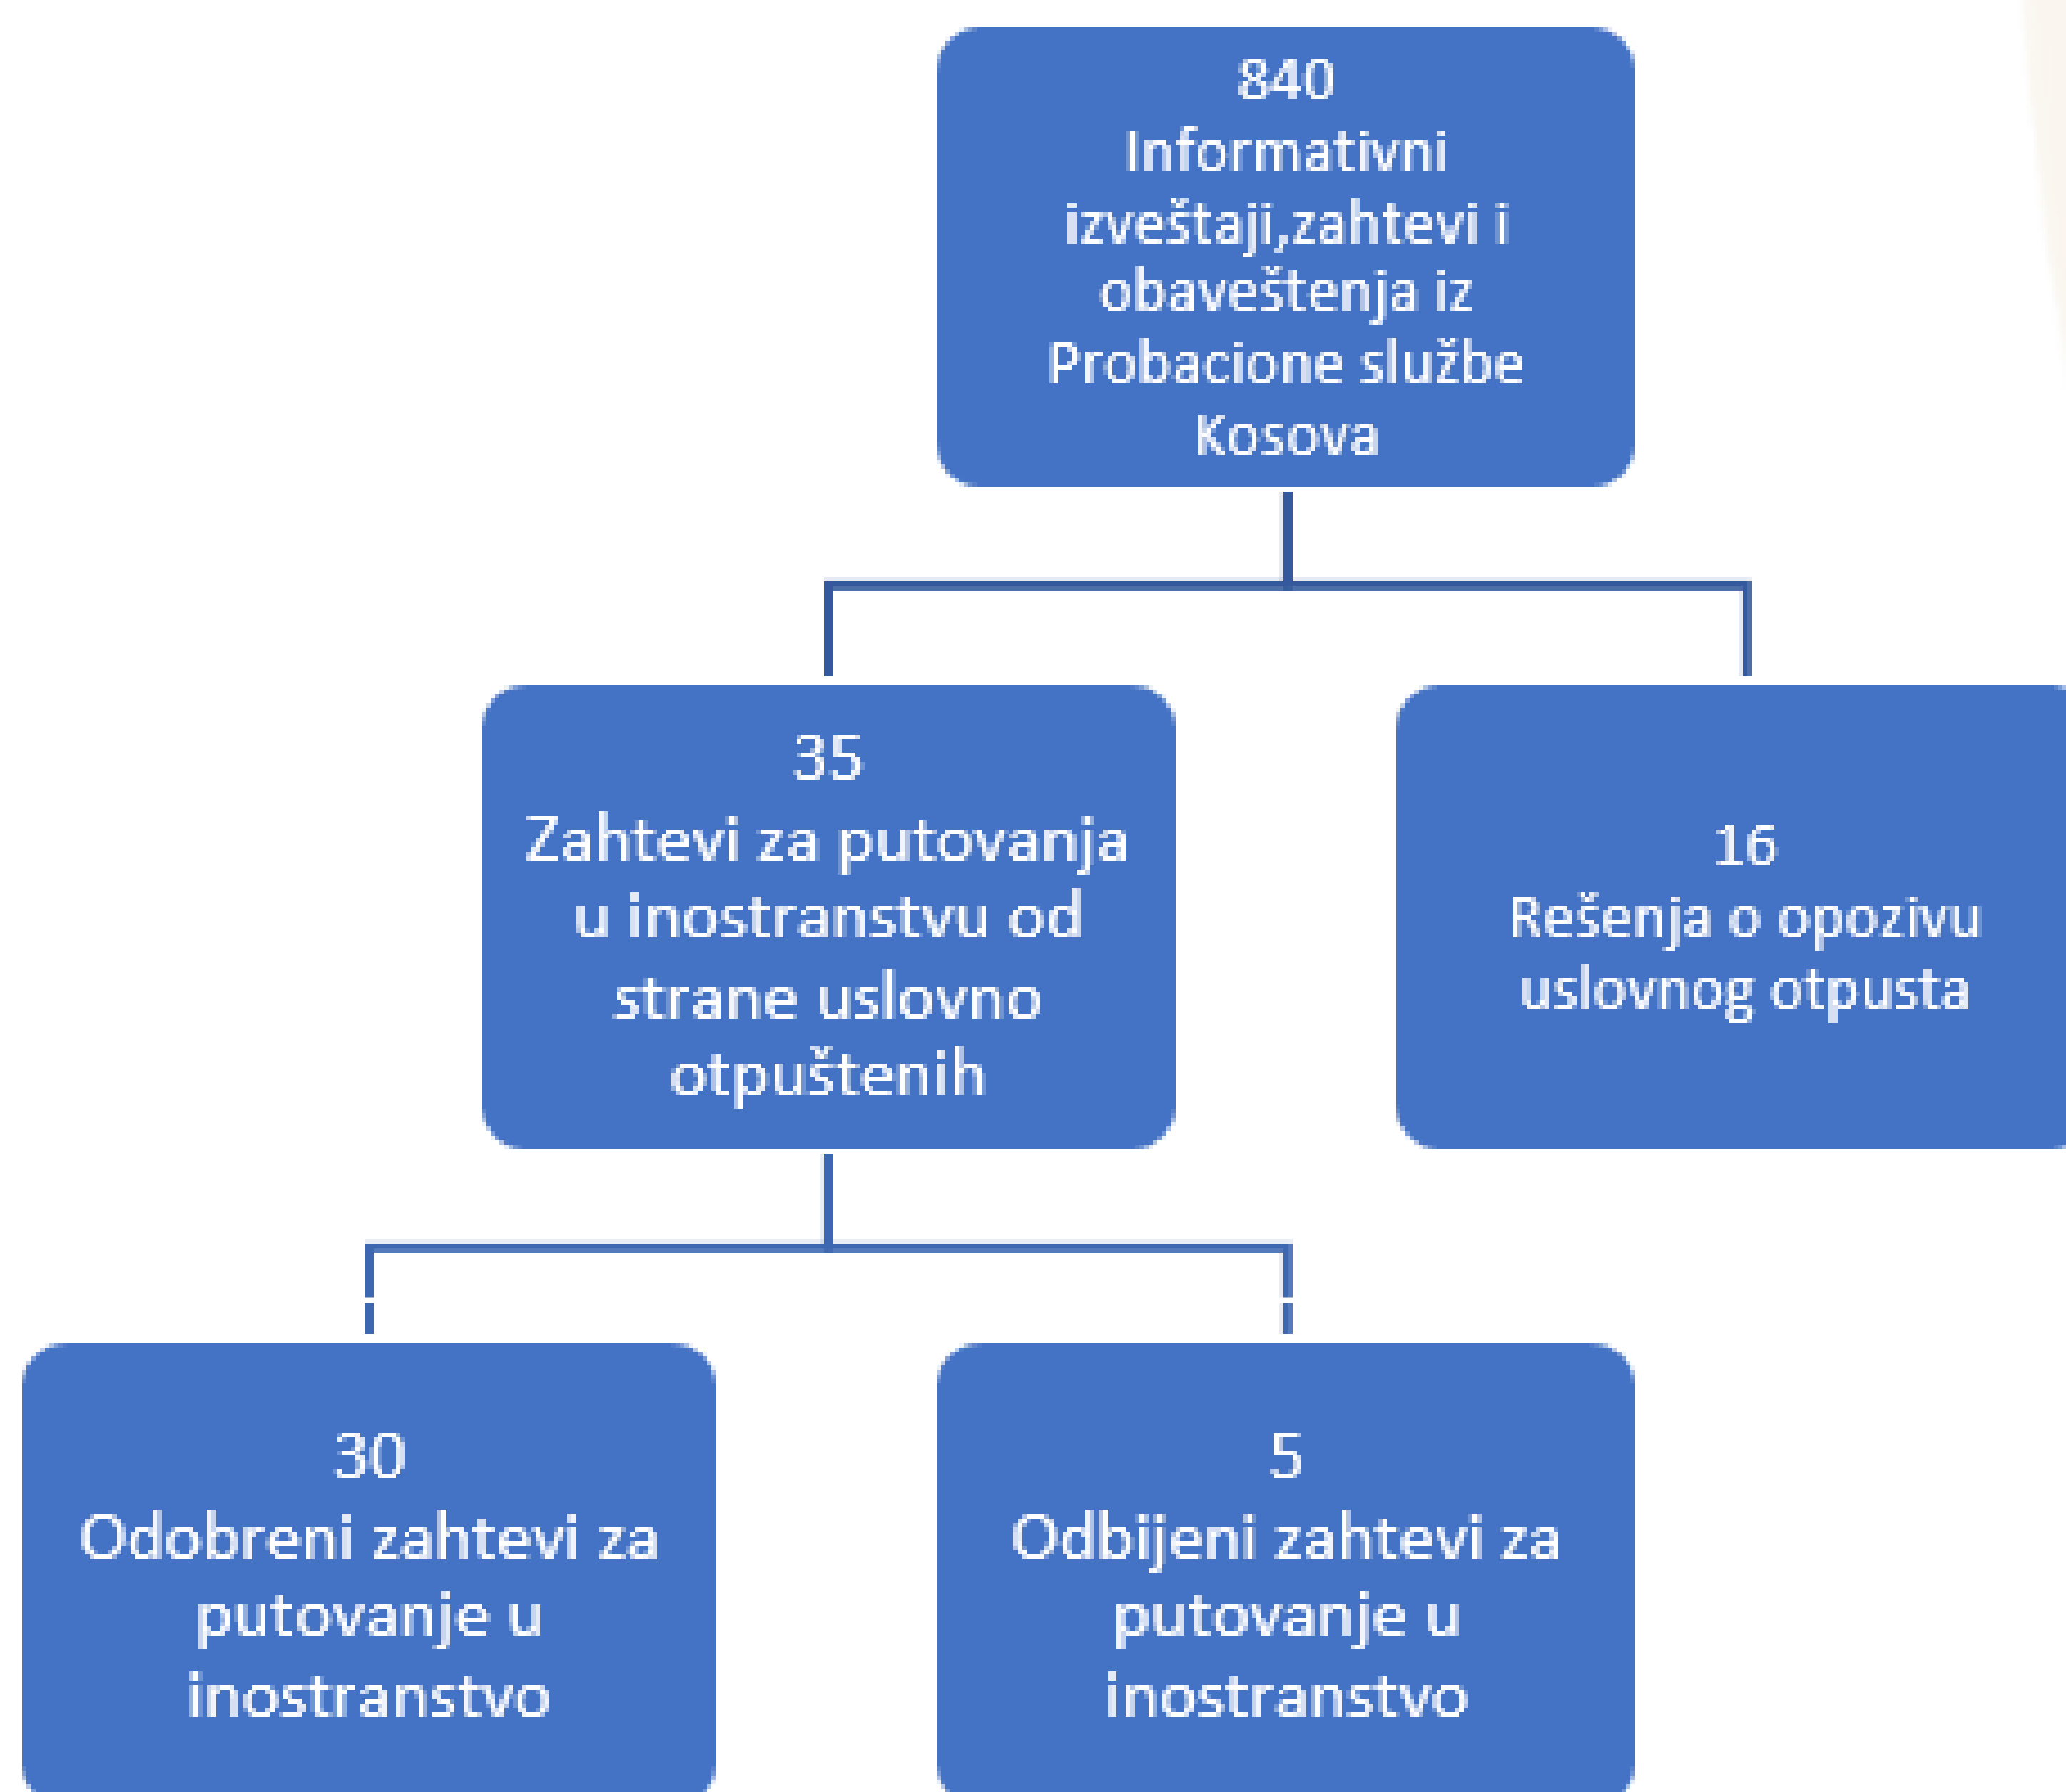 840
Informativni
izveštaji,zahtevi i
obaveštenja iz
Probacione službe
Kosova
35
Zahtevi za putovanja
u inostranstvu od
strane uslovno
otpuštenih
16
Rešenja o opozivu
uslovnog otpusta
30
Odobreni zahtevi za
putovanje u
inostranstvo
5
Odbijeni zahtevi za
putovanje u
inostranstvo